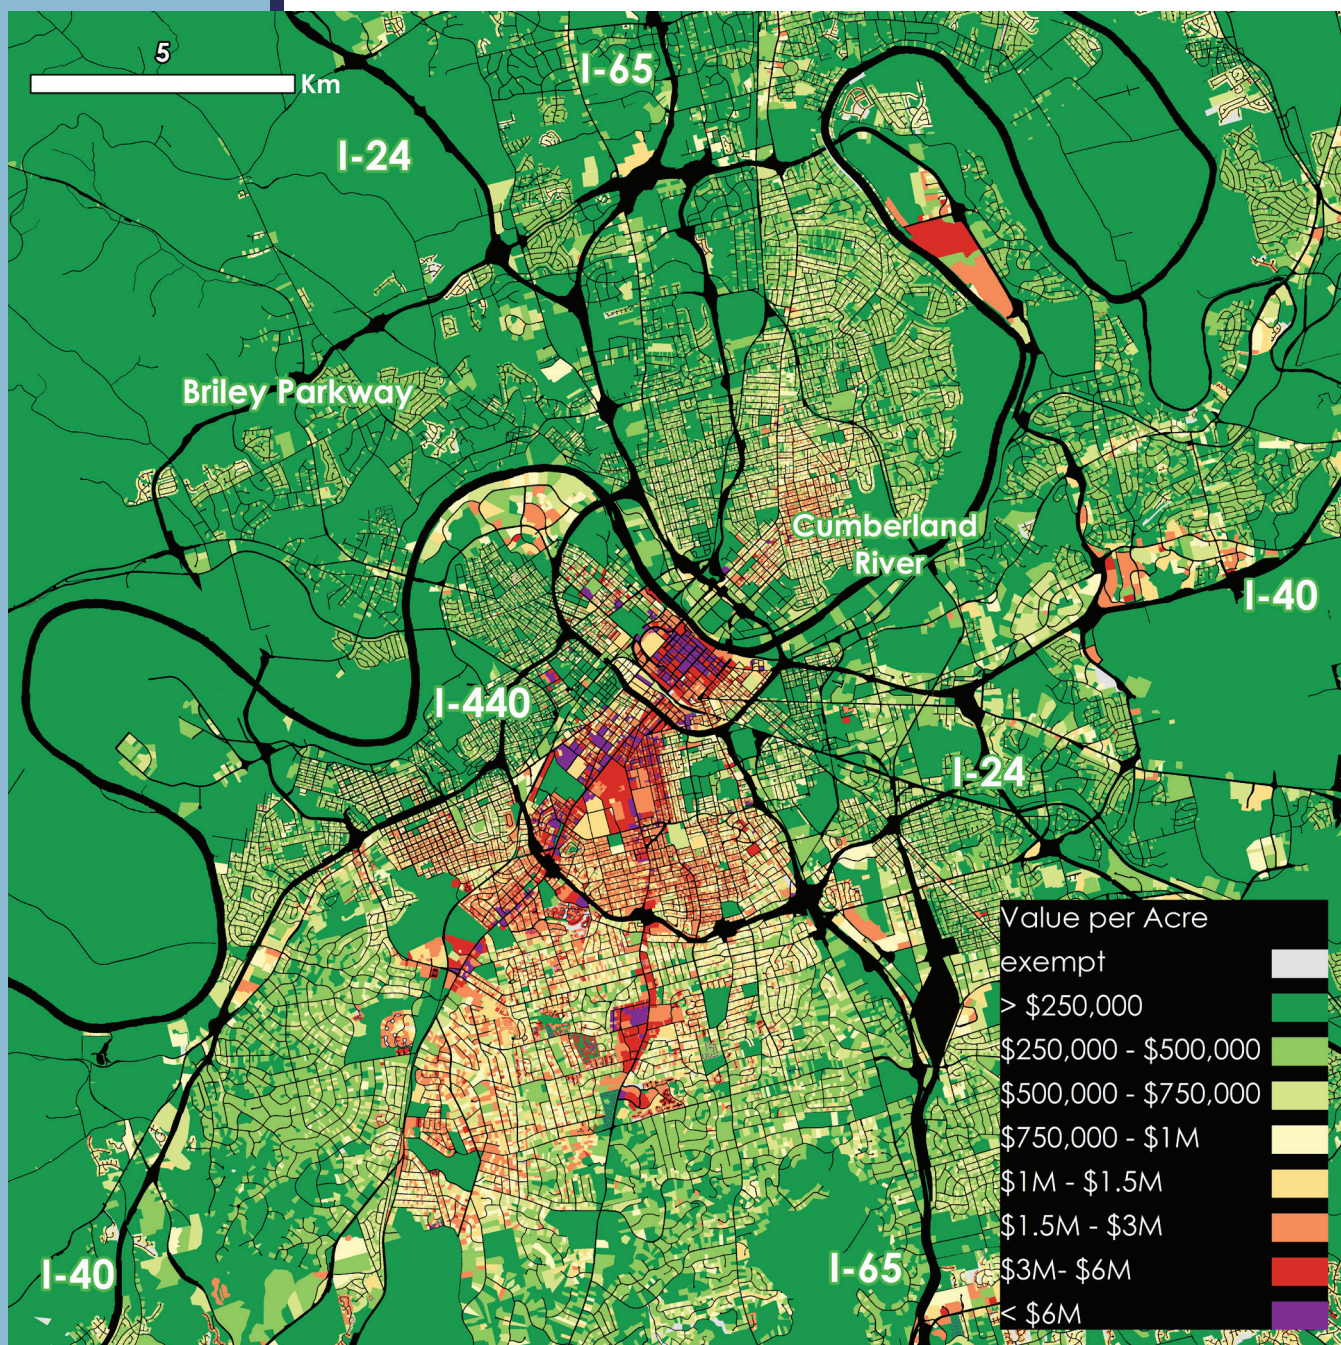 5
Km
I-65
I-24
Briley Parkway
Cumberland
River
I-40
I-440
I-24
Value per Acre
exempt
> $250,000
$250,000 - $500,000
$500,000 - $750,000
$750,000 - $1M
$1M - $1.5M
$1.5M - $3M
$3M- $6M
< $6M
I-40
I-65